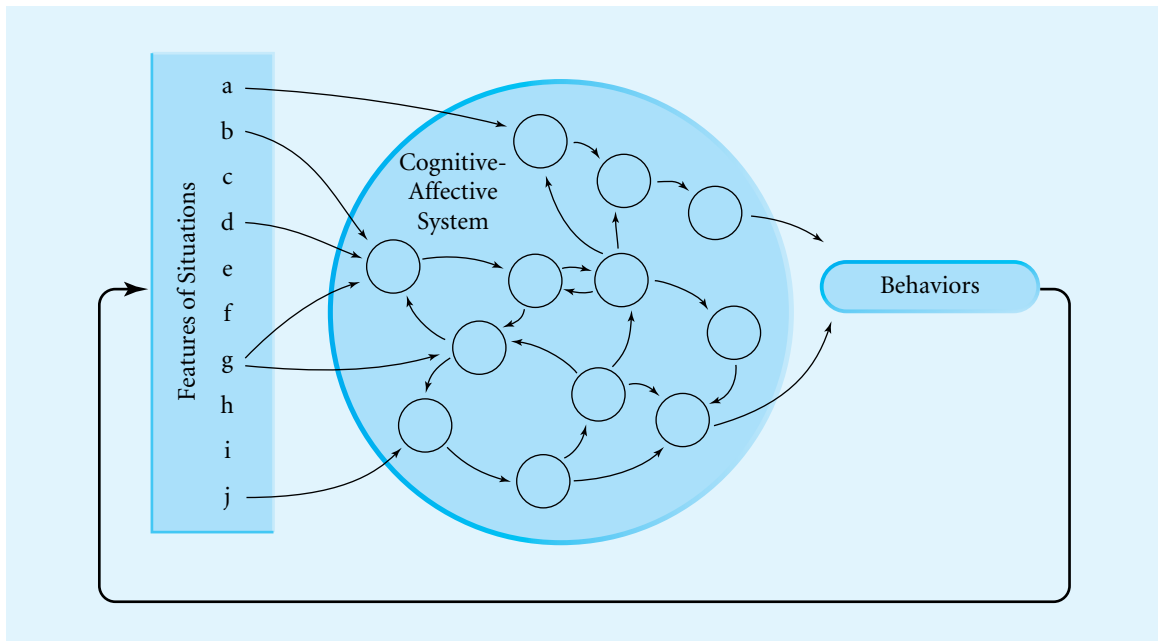 Features of Situations
a
b
c
d
e
f
g
h
i
j
Cognitive-
Affective
System
Behaviors